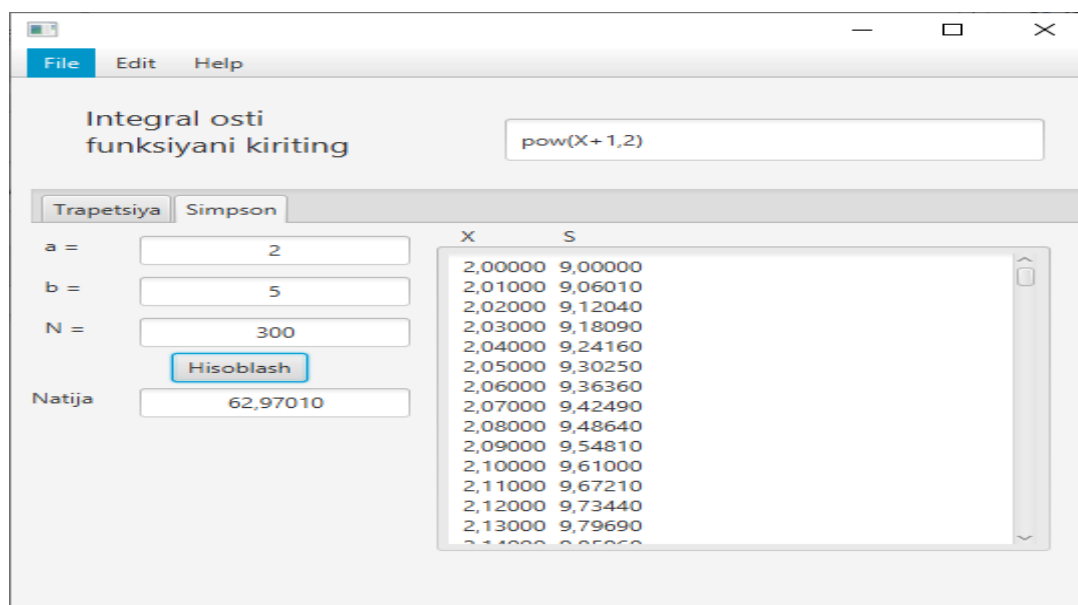 File Edit Help
Integral osti
funksiyani kiriting
pow(X+1,2)
Trapetsiya Simpson
a = 2
b = 5
N = 300
Hisoblash
Natija 62,97010
X S
2,00000 9,00000
2,01000 9,06010
2,02000 9,12040
2,03000 9,18090
2,04000 9,24160
2,05000 9,30250
2,06000 9,36360
2,07000 9,42490
2,08000 9,48640
2,09000 9,54810
2,10000 9,61000
2,11000 9,67210
2,12000 9,73440
2,13000 9,79690